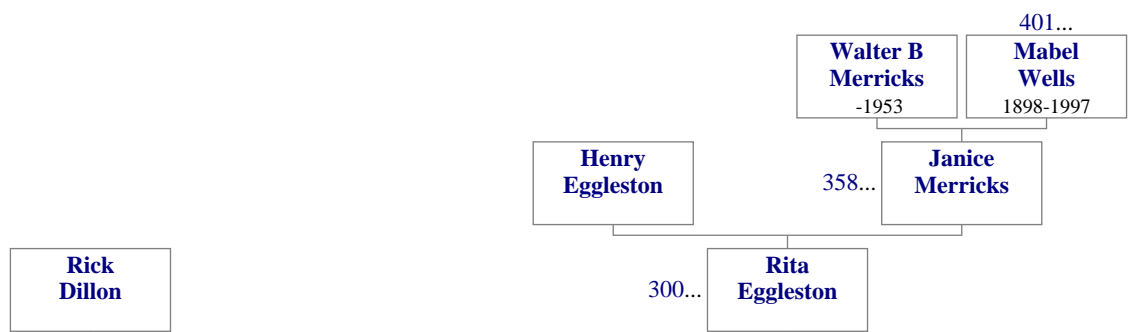 401...
Walter B
Merricks
-1953
Mabel
Wells
1898-1997
Henry
Eggleston
358...
Janice
Merricks
Rick
Dillon
300...
Rita
Eggleston